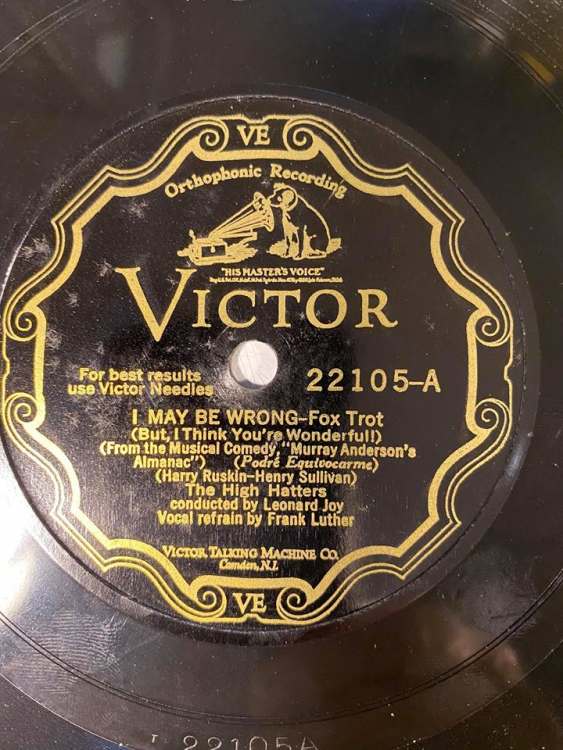 VE
Orthophonic Recording
"HIS MASTER'S VOICE"
VICTOR
For best results
use Victor Needles
22105-A
I MAY BE WRONG-Fox Trot
(But, I Think You're Wonderful!)
(From the Musical Comedy, "Murray Anderson's
Almanac") (Podré Equivocarme)
(Harry Ruskin-Henry Sullivan)
The High Hatters
conducted by Leonard Joy
Vocal refrain by Frank Luther
VICTOR TALKING MACHINE CO.
Camden, N.J.
VE
22105A